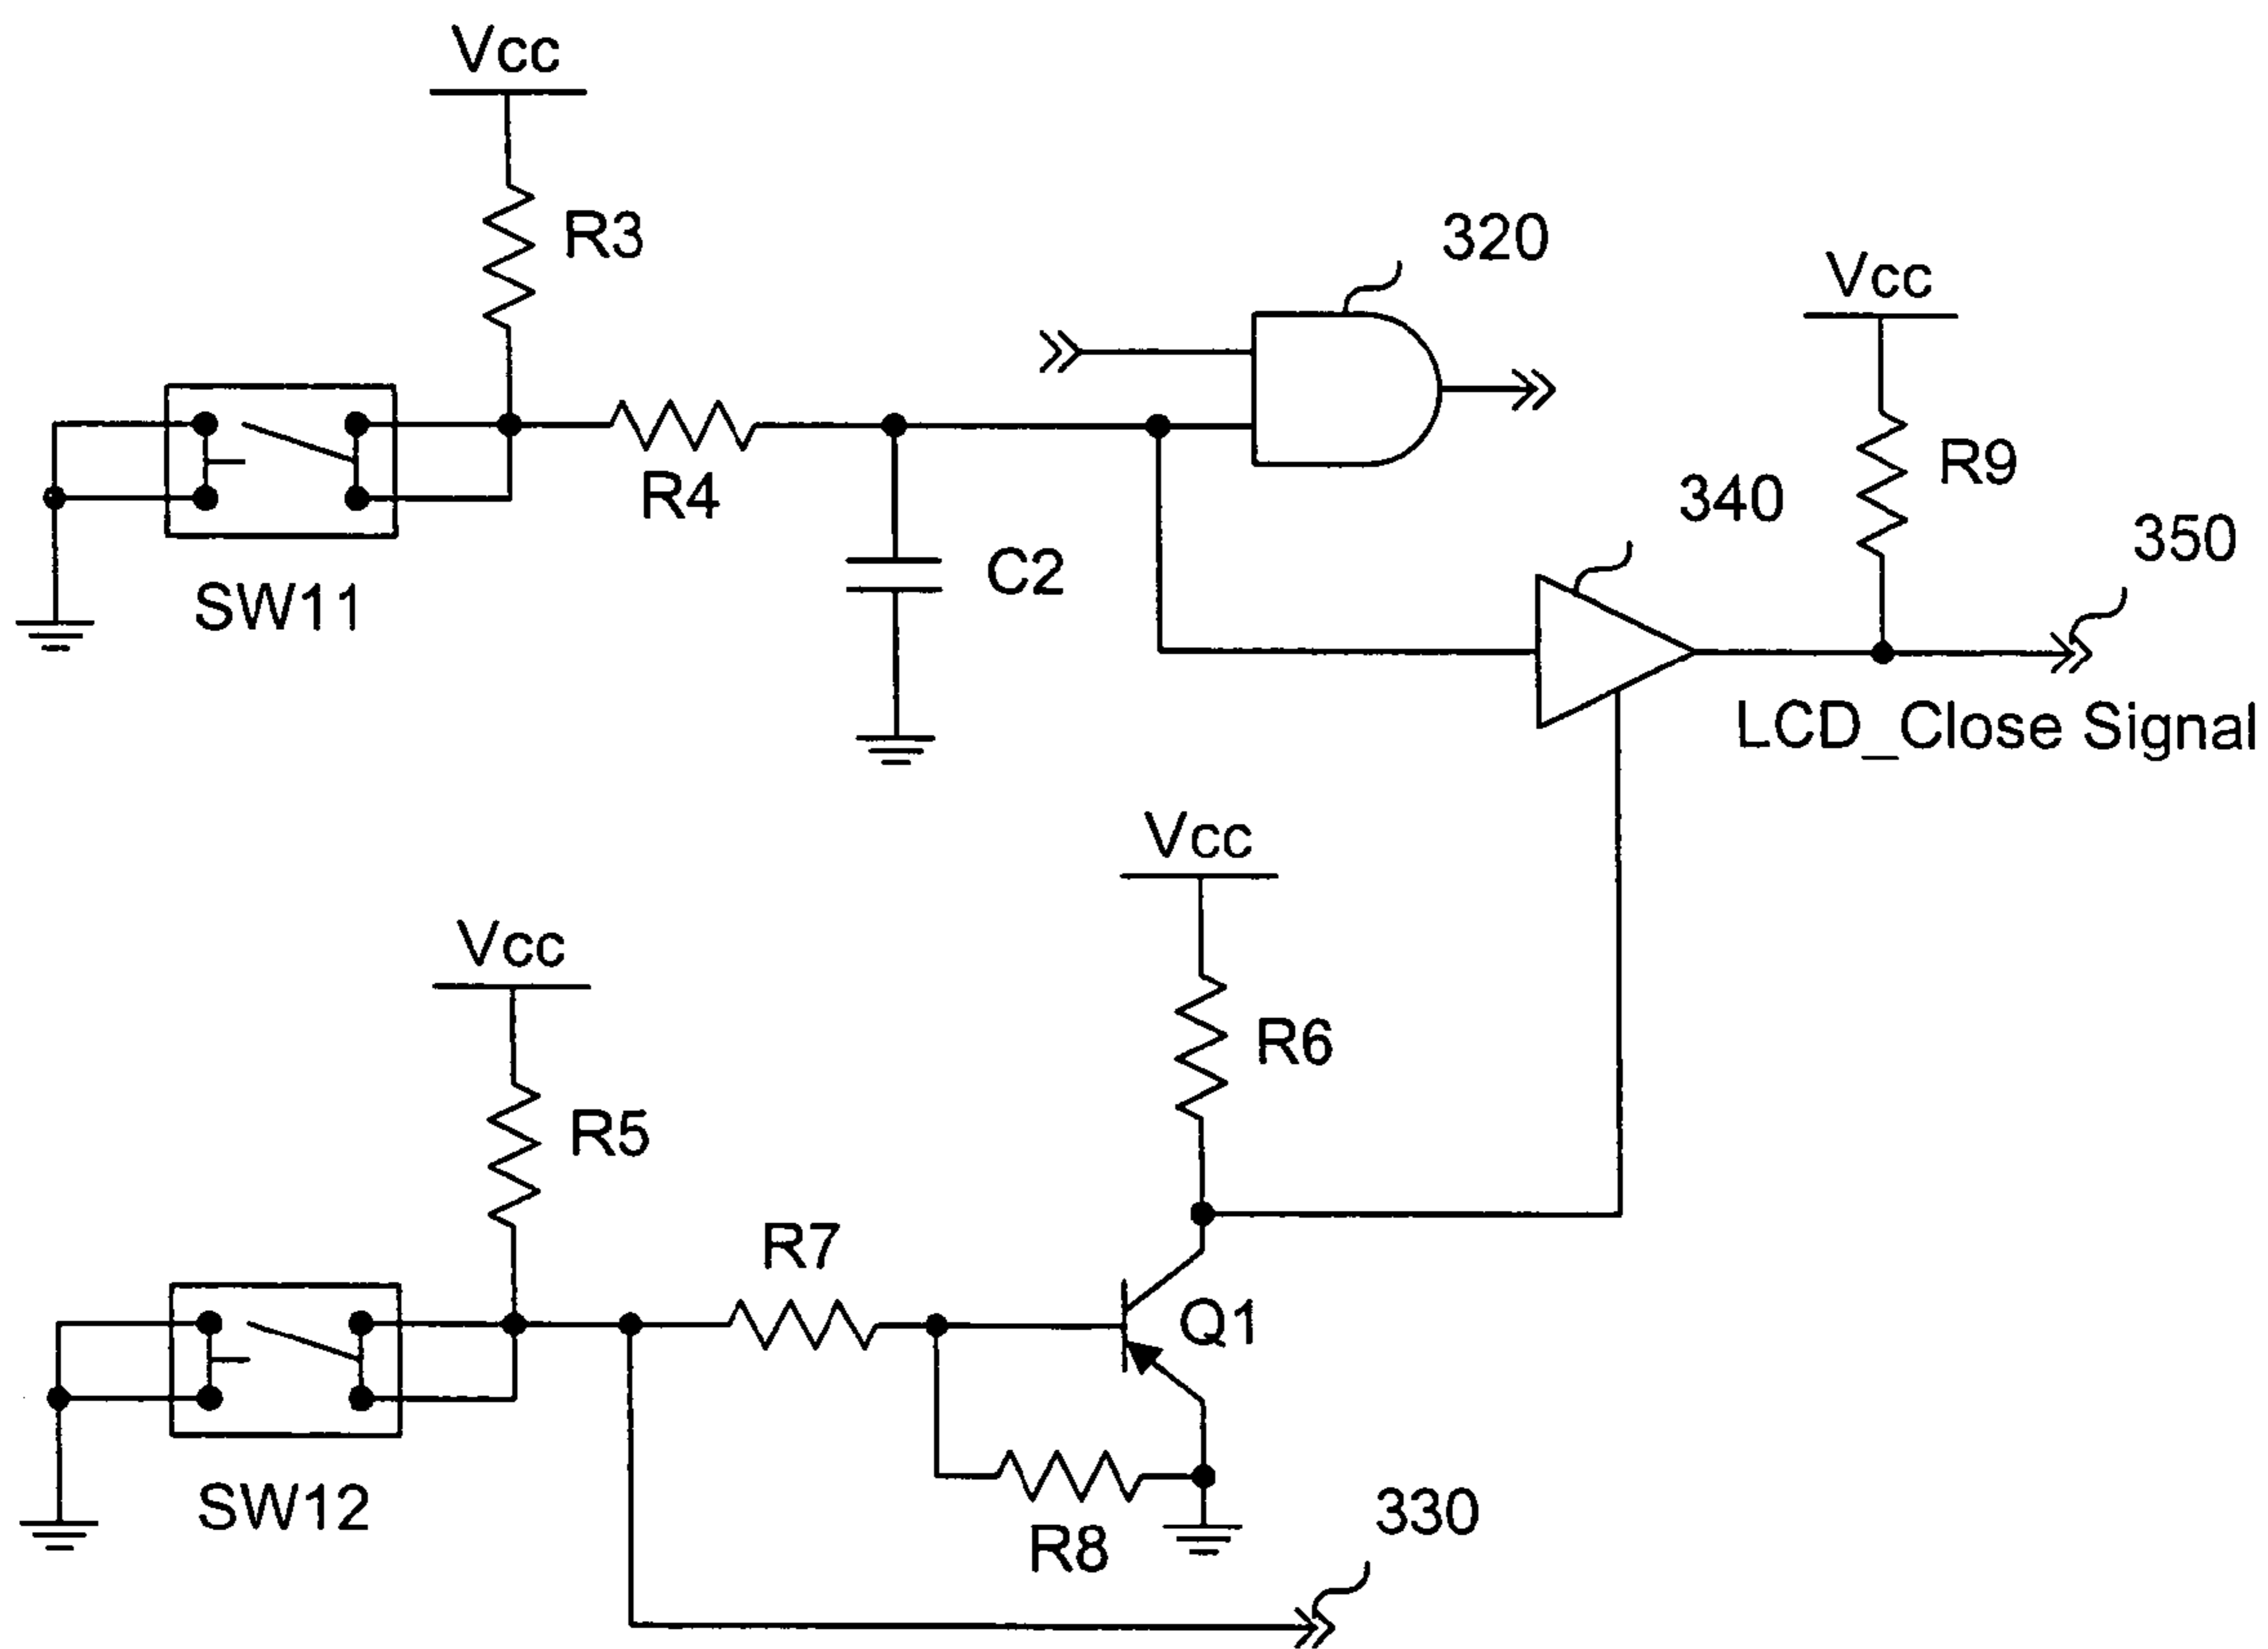 Vcc
R3
320
Vcc
R4
R9
340
350
C2
SW11
LCD_Close Signal
Vcc
Vcc
R6
R5
R7
Q1
SW12
330
R8